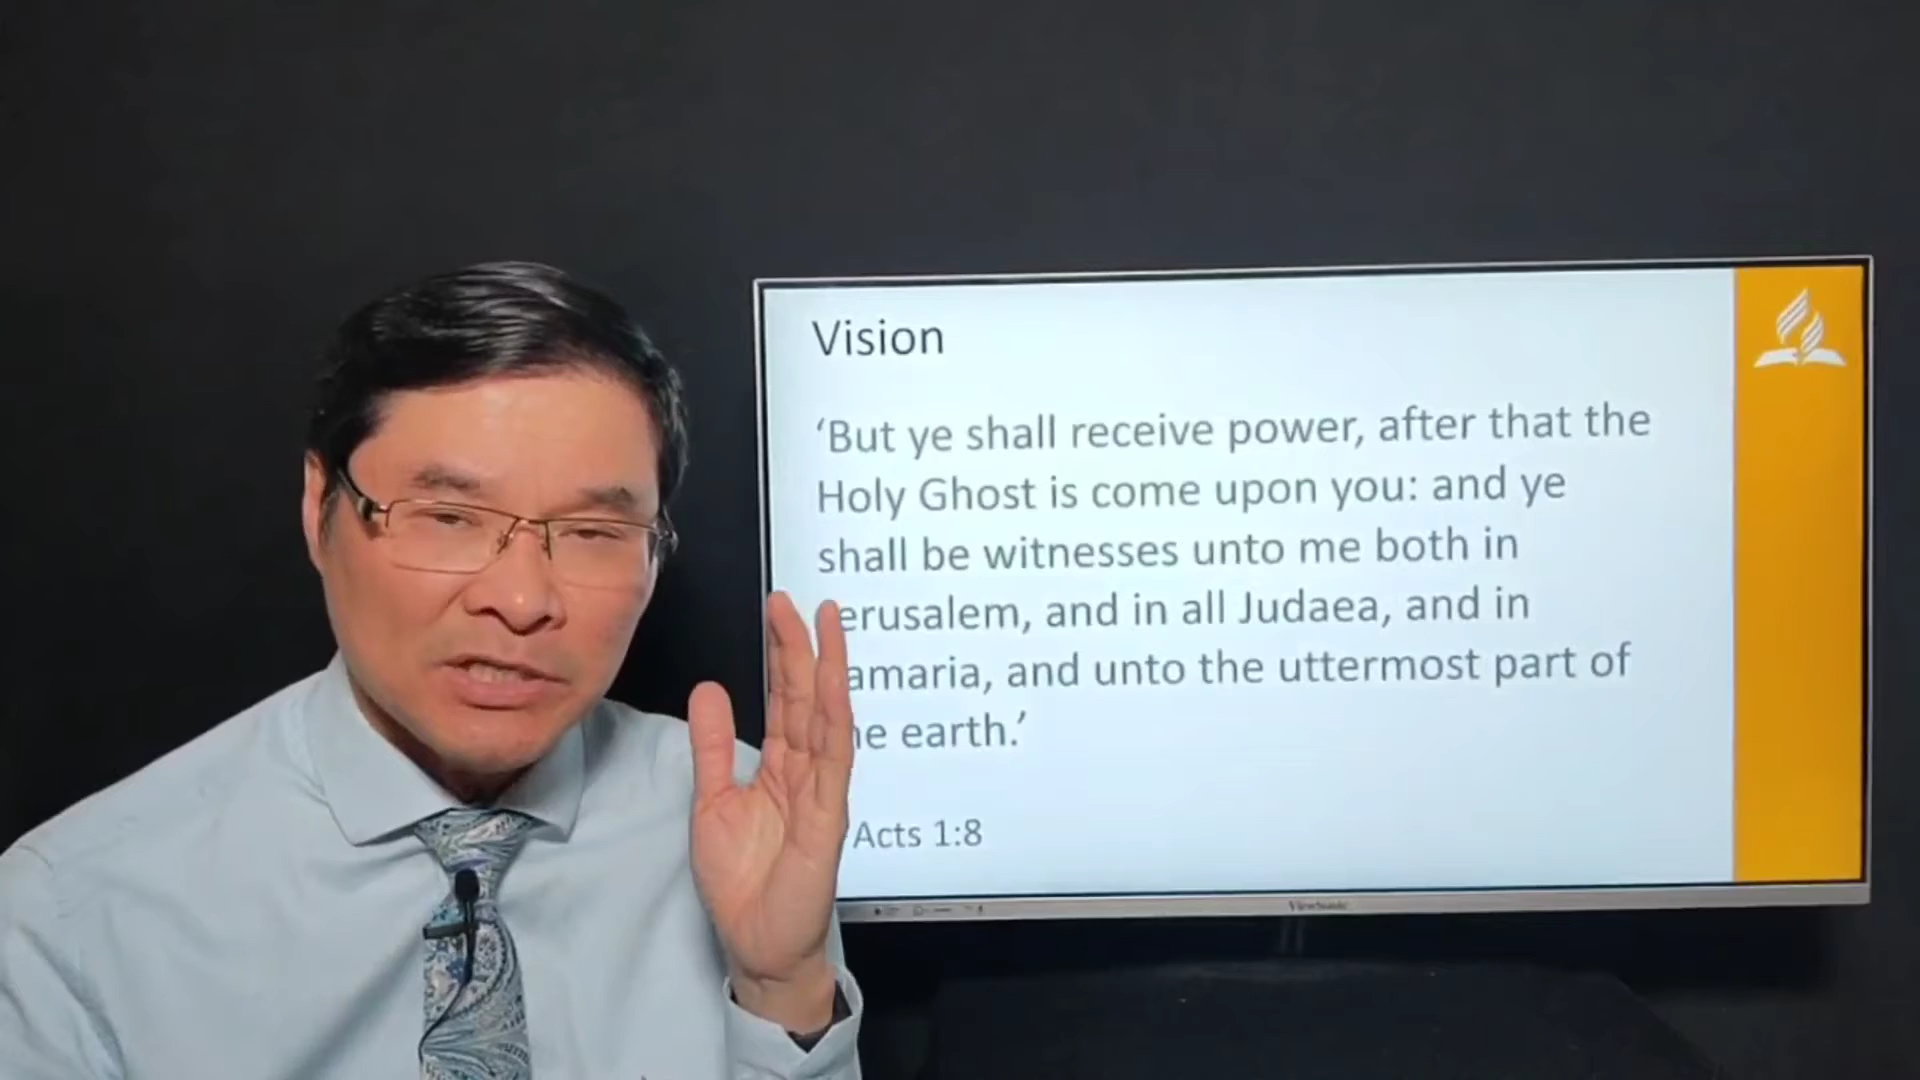 Vision
‘But ye shall receive power, after that the
Holy Ghost is come upon you: and ye
shall be witnesses unto me both in
erusalem, and in all Judaea, and in
amaria, and unto the uttermost part of
he earth.’
Acts 1:8
ViewSonic